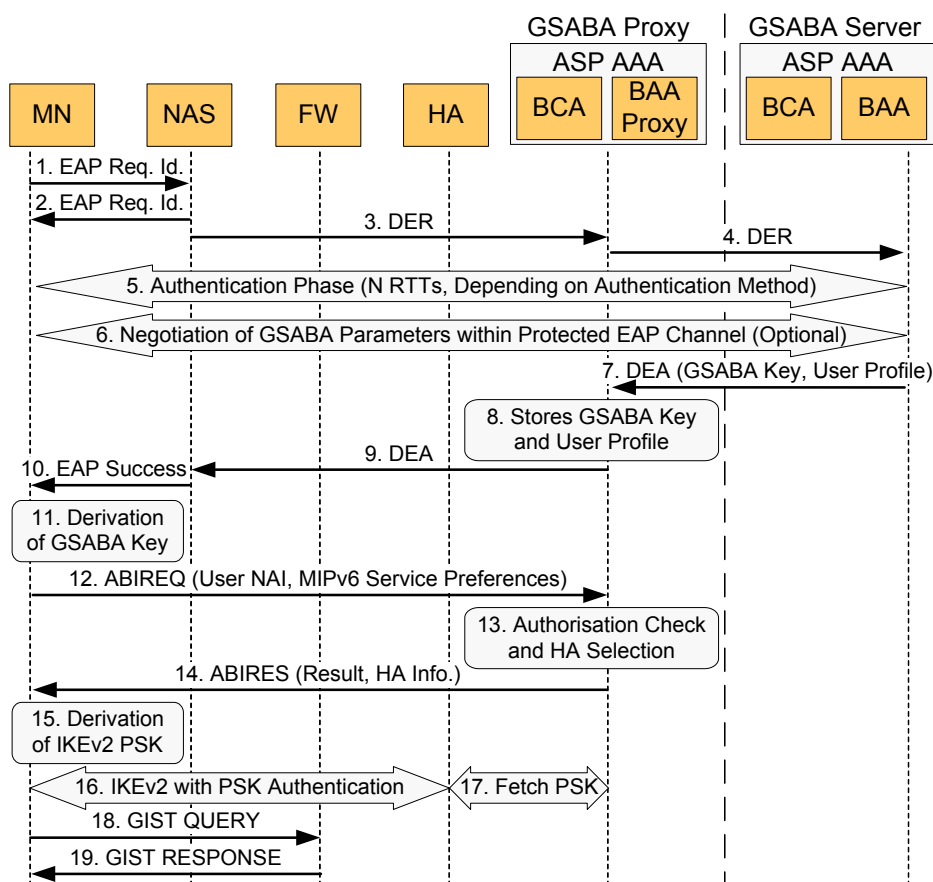 GSABA Proxy
GSABA Server
ASP AAA
ASP AAA
MN
NAS
FW
HA
BCA
BAA
Proxy
BCA
BAA
1. EAP Req. Id.
2. EAP Req. Id.
3. DER
4. DER
5. Authentication Phase (N RTTs, Depending on Authentication Method)
6. Negotiation of GSABA Parameters within Protected EAP Channel (Optional)
7. DEA (GSABA Key, User Profile)
8. Stores GSABA Key
and User Profile
9. DEA
10. EAP Success
11. Derivation
of GSABA Key
12. ABIREQ (User NAI, MIPv6 Service Preferences)
13. Authorisation Check
and HA Selection
14. ABIRES (Result, HA Info.)
15. Derivation
of IKEv2 PSK
16. IKEv2 with PSK Authentication
17. Fetch PSK
18. GIST QUERY
19. GIST RESPONSE